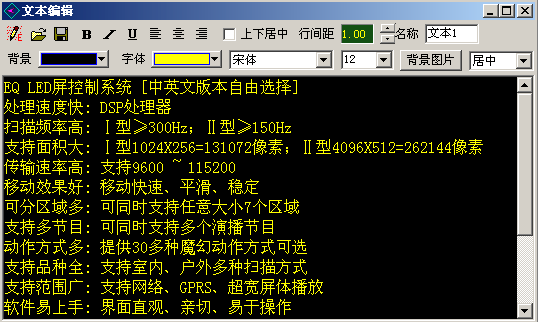 文本编辑
B I U 上下居中 行间距 1.00 名称 文本1
背景 字体 宋体 12 背景图片 居中
EQ LED屏控制系统 [中英文版本自由选择]
处理速度快: DSP处理器
扫描频率高: Ⅰ型≥300Hz; Ⅱ型≥150Hz
支持面积大: Ⅰ型1024X256=131072像素; Ⅱ型4096X512=262144像素
传输速率高: 支持9600 ~ 115200
移动效果好: 移动快速、平滑、稳定
可分区域多: 可同时支持任意大小7个区域
支持多节目: 可同时支持多个演播节目
动作方式多: 提供30多种魔幻动作方式可选
支持品种全: 支持室内、户外多种扫描方式
支持范围广: 支持网络、GPRS、超宽屏体播放
软件易上手: 界面直观、亲切、易于操作